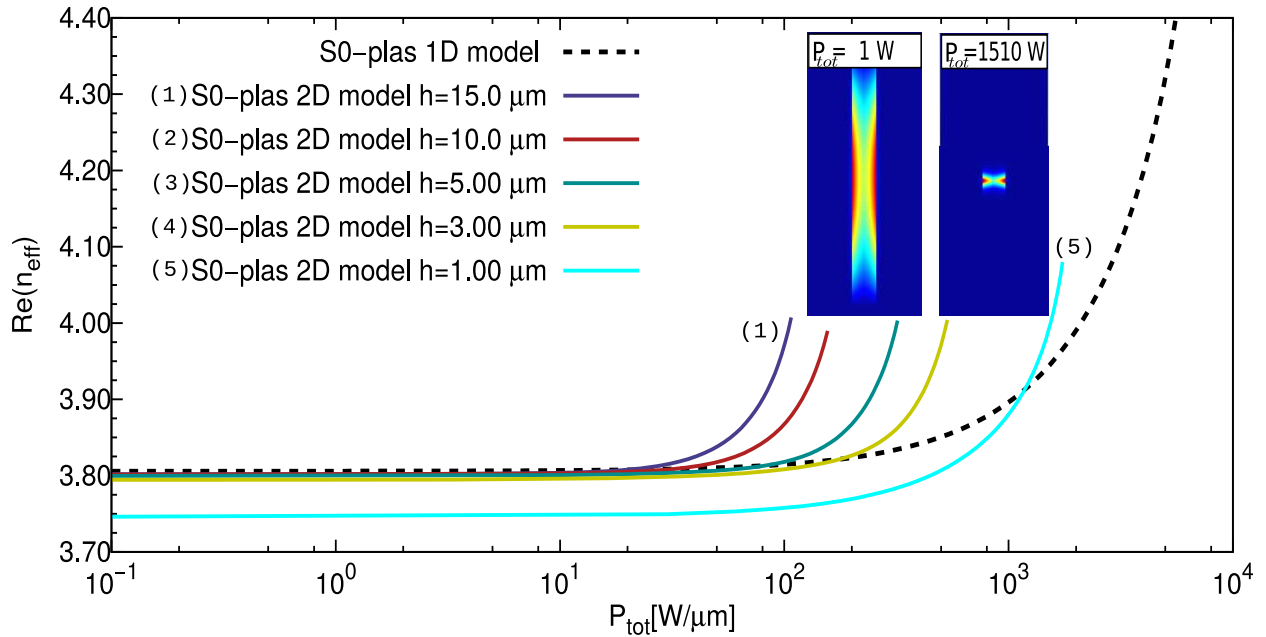 4.40
4.30
4.20
4.10
4.00
3.90
3.80
3.70
Re(n_eff)
S0-plas 1D model
(1) S0-plas 2D model h=15.0 μm
(2) S0-plas 2D model h=10.0 μm
(3) S0-plas 2D model h=5.00 μm
(4) S0-plas 2D model h=3.00 μm
(5) S0-plas 2D model h=1.00 μm
P_tot= 1 W
P_tot=1510 W
(1)
(5)
10^-1
10^0
10^1
10^2
10^3
10^4
P_tot[W/μm]